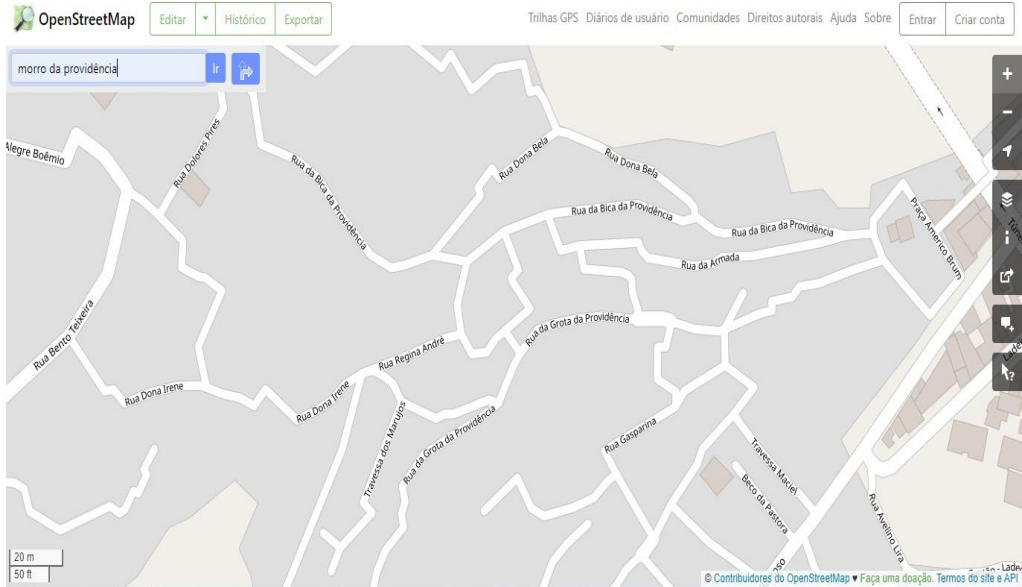 OpenStreetMap
Editar
Histórico
Exportar
Trilhas GPS Diários de usuário Comunidades Direitos autorais Ajuda Sobre
Entrar
Criar conta
morro da providência
Ir
Alegre Boêmio
Rua Dolores Pires
Rua da Bica da Providência
Rua Dona Bela
Rua Dona Bela
Rua da Bica da Providência
Rua da Bica da Providência
Rua da Armada
Praça Americo Brum
Túne
Rua Bento Teixeira
Rua da Grota da Providência
Rua Regina André
Rua Dona Irene
Rua Dona Irene
Travessa dos Marujos
Rua da Grota da Providência
Rua Gasparina
Travessa Maciel
Beco da Pastora
Rua Avelino Lira
Ladei
oso
Lade
20 m
50 ft
© Contribuidores do OpenStreetMap ♥ Faça uma doação. Termos do site e API